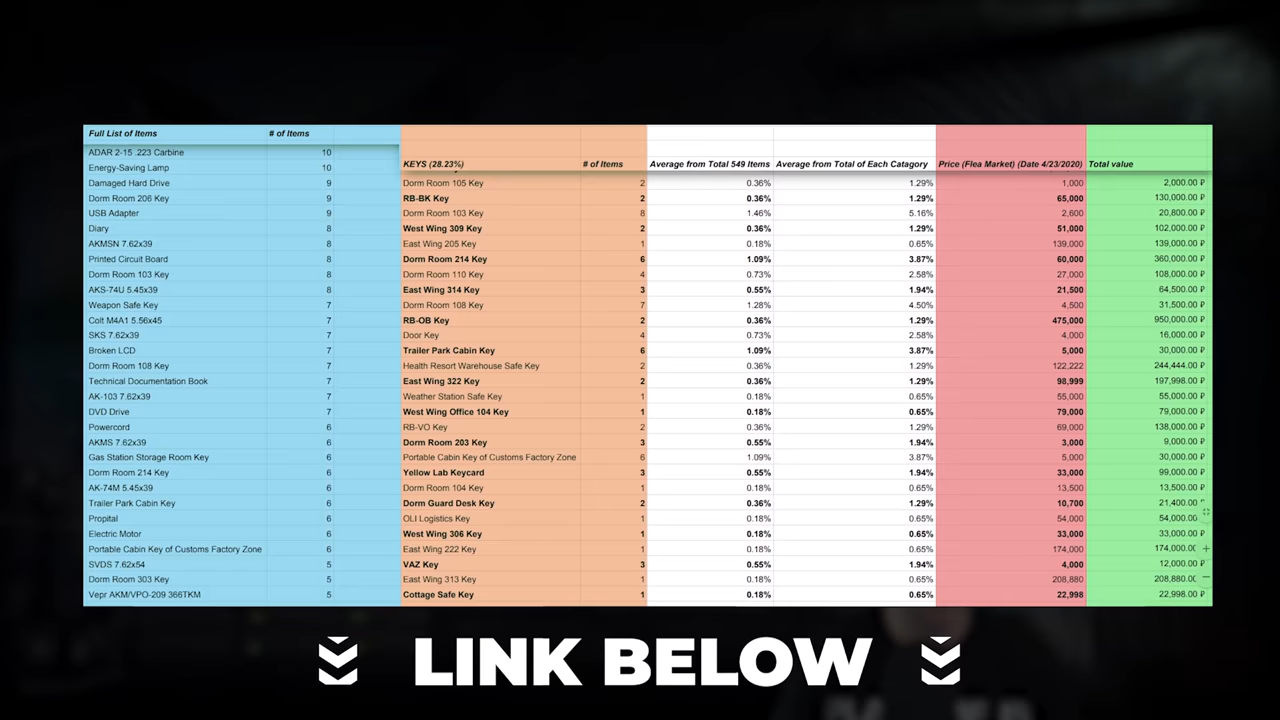 Full List of Items # of Items
ADAR 2-15 .223 Carbine 10
Energy-Saving Lamp 10
KEYS (28.23%) # of Items Average from Total 549 Items Average from Total of Each Catagory Price (Flea Market) (Date 4/23/2020) Total value
Damaged Hard Drive 9 Dorm Room 105 Key 2 0.36% 1.29% 1,000 2,000.00 ₽
Dorm Room 206 Key 9 RB-BK Key 2 0.36% 1.29% 65,000 130,000.00 ₽
USB Adapter 9 Dorm Room 103 Key 8 1.46% 5.16% 2,600 20,800.00 ₽
Diary 8 West Wing 309 Key 2 0.36% 1.29% 51,000 102,000.00 ₽
AKMSN 7.62x39 8 East Wing 205 Key 1 0.18% 0.65% 139,000 139,000.00 ₽
Printed Circuit Board 8 Dorm Room 214 Key 6 1.09% 3.87% 60,000 360,000.00 ₽
Dorm Room 103 Key 8 Dorm Room 110 Key 4 0.73% 2.58% 27,000 108,000.00 ₽
AKS-74U 5.45x39 8 East Wing 314 Key 3 0.55% 1.94% 21,500 64,500.00 ₽
Weapon Safe Key 7 Dorm Room 108 Key 7 1.28% 4.50% 4,500 31,500.00 ₽
Colt M4A1 5.56x45 7 RB-OB Key 2 0.36% 1.29% 475,000 950,000.00 ₽
SKS 7.62x39 7 Door Key 4 0.73% 2.58% 4,000 16,000.00 ₽
Broken LCD 7 Trailer Park Cabin Key 6 1.09% 3.87% 5,000 30,000.00 ₽
Dorm Room 108 Key 7 Health Resort Warehouse Safe Key 2 0.36% 1.29% 122,222 244,444.00 ₽
Technical Documentation Book 7 East Wing 322 Key 2 0.36% 1.29% 98,999 197,998.00 ₽
AK-103 7.62x39 7 Weather Station Safe Key 1 0.18% 0.65% 55,000 55,000.00 ₽
DVD Drive 7 West Wing Office 104 Key 1 0.18% 0.65% 79,000 79,000.00 ₽
Powercord 6 RB-VO Key 2 0.36% 1.29% 69,000 138,000.00 ₽
AKMS 7.62x39 6 Dorm Room 203 Key 3 0.55% 1.94% 3,000 9,000.00 ₽
Gas Station Storage Room Key 6 Portable Cabin Key of Customs Factory Zone 6 1.09% 3.87% 5,000 30,000.00 ₽
Dorm Room 214 Key 6 Yellow Lab Keycard 3 0.55% 1.94% 33,000 99,000.00 ₽
AK-74M 5.45x39 6 Dorm Room 104 Key 1 0.18% 0.65% 13,500 13,500.00 ₽
Trailer Park Cabin Key 6 Dorm Guard Desk Key 2 0.36% 1.29% 10,700 21,400.00 ₽
Propital 6 OLI Logistics Key 1 0.18% 0.65% 54,000 54,000.00
Electric Motor 6 West Wing 306 Key 1 0.18% 0.65% 33,000 33,000.00 ₽
Portable Cabin Key of Customs Factory Zone 6 East Wing 222 Key 1 0.18% 0.65% 174,000 174,000.00
SVDS 7.62x54 5 VAZ Key 3 0.55% 1.94% 4,000 12,000.00 ₽
Dorm Room 303 Key 5 East Wing 313 Key 1 0.18% 0.65% 208,880 208,880.00
Vepr AKM/VPO-209 366TKM 5 Cottage Safe Key 1 0.18% 0.65% 22,998 22,998.00 ₽
LINK BELOW